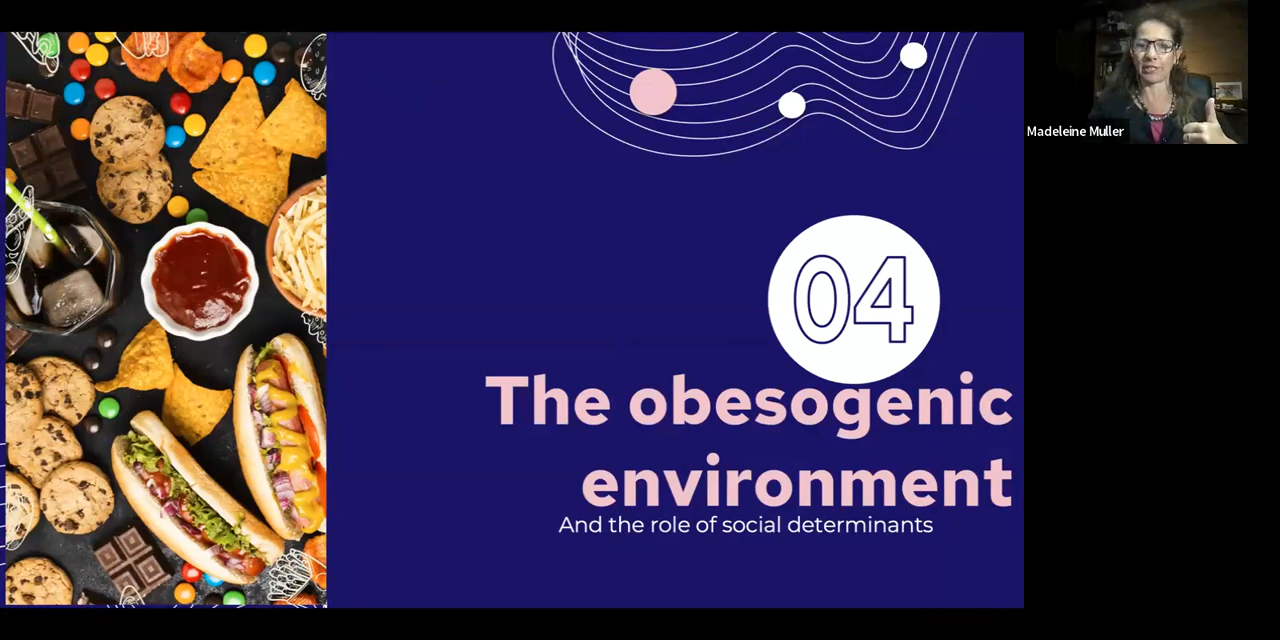 Madeleine Muller
04
The obesogenic
environment
And the role of social determinants